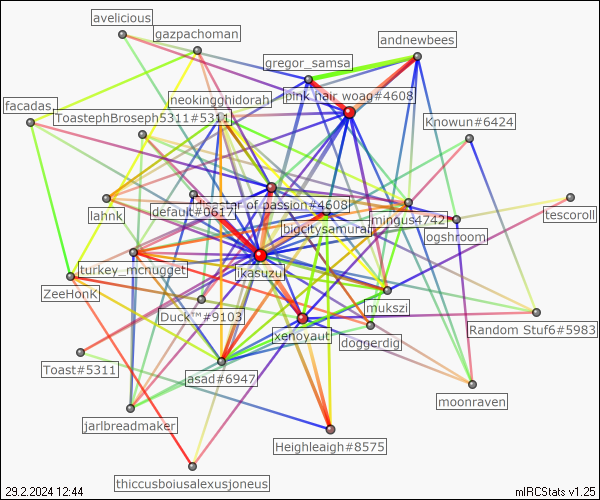 avelicious
gazpachoman
andnewbees
gregor_samsa
pink hair woag#4608
neokingghidorah
facadas
ToastephBroseph5311#5311
Knowun#6424
master of passion#4608
default#0617
lahnk
mingus4742
tescoroll
bigcitysamurai
ogshroom
turkey_mcnugget
ikasuzu
ZeeHonK
mukszi
Duck™#9103
Random Stuf6#5983
xenoyaut
doggerdig
Toast#5311
asad#6947
moonraven
jarlbreadmaker
Heighleaigh#8575
thiccusboiusalexusjoneus
29.2.2024 12:44
mIRCStats v1.25